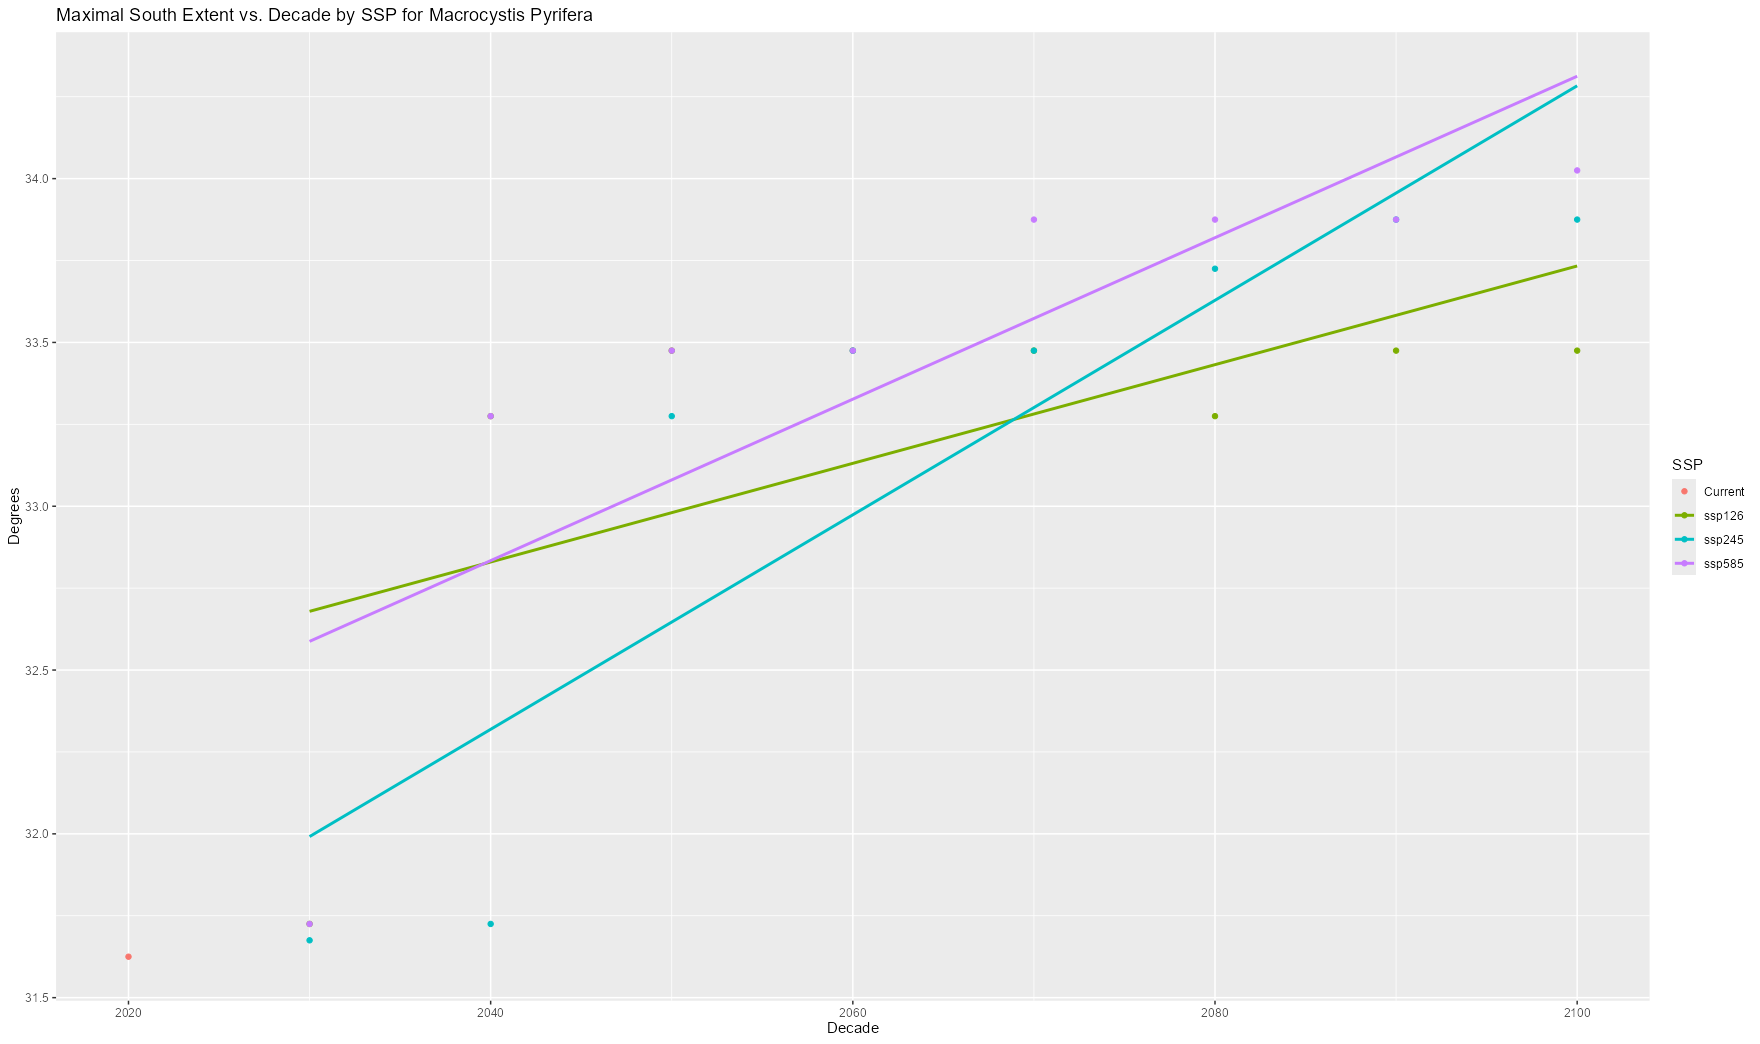 Maximal South Extent vs. Decade by SSP for Macrocystis Pyrifera
Degrees
34.0
33.5
33.0
32.5
32.0
31.5
2020 2040 2060 2080 2100
Decade
SSP
Current
ssp126
ssp245
ssp585